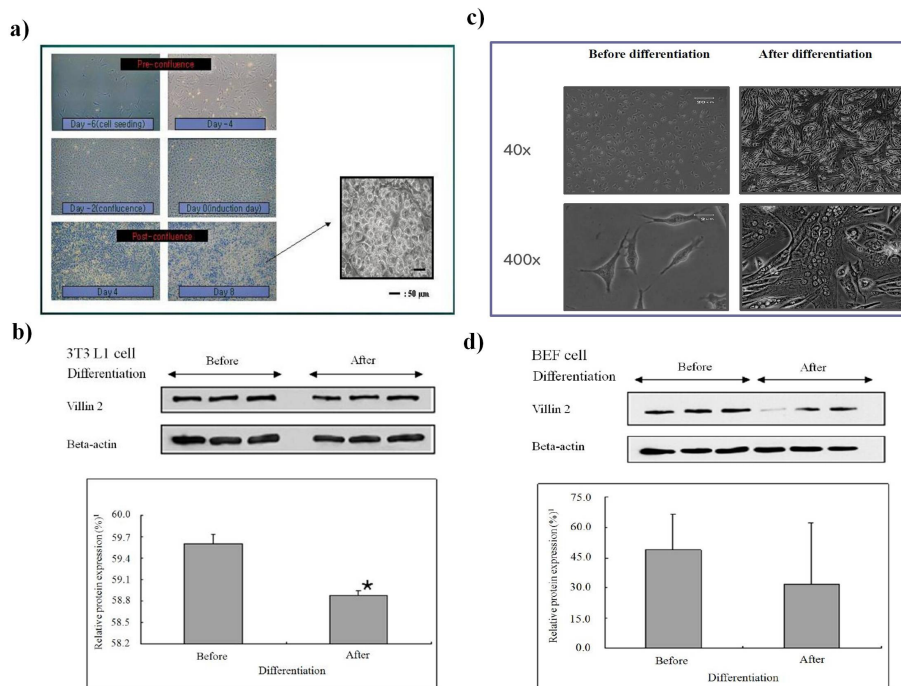 a)
Pre-confluence
Day -6(cell seeding)
Day -4
Day -2(conflucence)
Day 0(induction day)
Post-confluence
Day 4
Day 8
: 50 μm
b)
3T3 L1 cell
Differentiation
Before
After
Villin 2
Beta-actin
Relative protein expression (%)¹
60.0
59.7
59.4
59.1
58.8
58.5
58.2
*
Before
After
Differentiation
c)
Before differentiation
After differentiation
40x
400x
d)
BEF cell
Differentiation
Before
After
Villin 2
Beta-actin
Relative protein expression (%)¹
75.0
60.0
45.0
30.0
15.0
0.0
Before
After
Differentiation